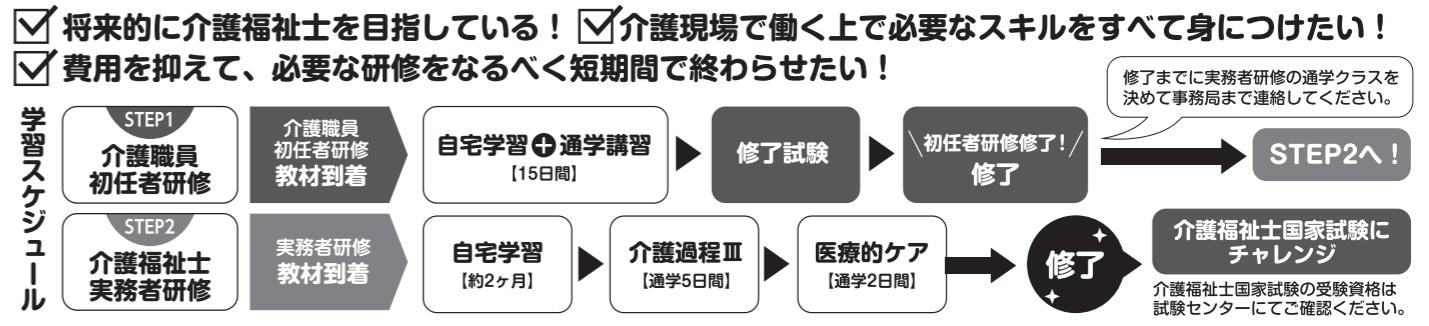 将来的に介護福祉士を目指している！ 介護現場で働く上で必要なスキルをすべて身につけたい！
費用を抑えて、必要な研修をなるべく短期間で終わらせたい！
修了までに実務者研修の通学クラスを
決めて事務局まで連絡してください。
学習スケジュール
STEP1
介護職員
初任者研修
介護職員
初任者研修
教材到着
自宅学習＋通学講習
【15日間】
修了試験
＼初任者研修修了！／
修了
STEP2へ！
STEP2
介護福祉士
実務者研修
実務者研修
教材到着
自宅学習
【約2ヶ月】
介護過程Ⅲ
【通学5日間】
医療的ケア
【通学2日間】
修了
介護福祉士国家試験に
チャレンジ
介護福祉士国家試験の受験資格は
試験センターにてご確認ください。